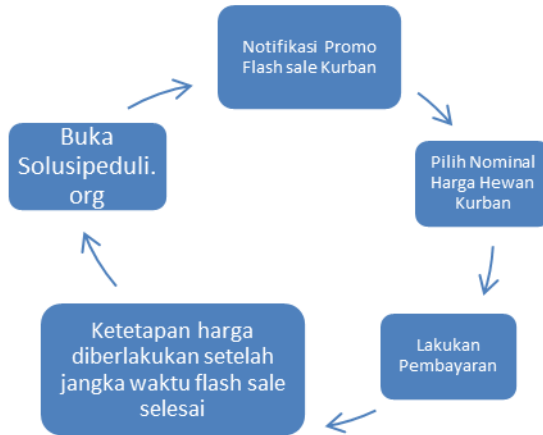 Notifikasi Promo
Flash sale Kurban
Buka
Solusipeduli.
org
Pilih Nominal
Harga Hewan
Kurban
Ketetapan harga
diberlakukan setelah
jangka waktu flash sale
selesai
Lakukan
Pembayaran